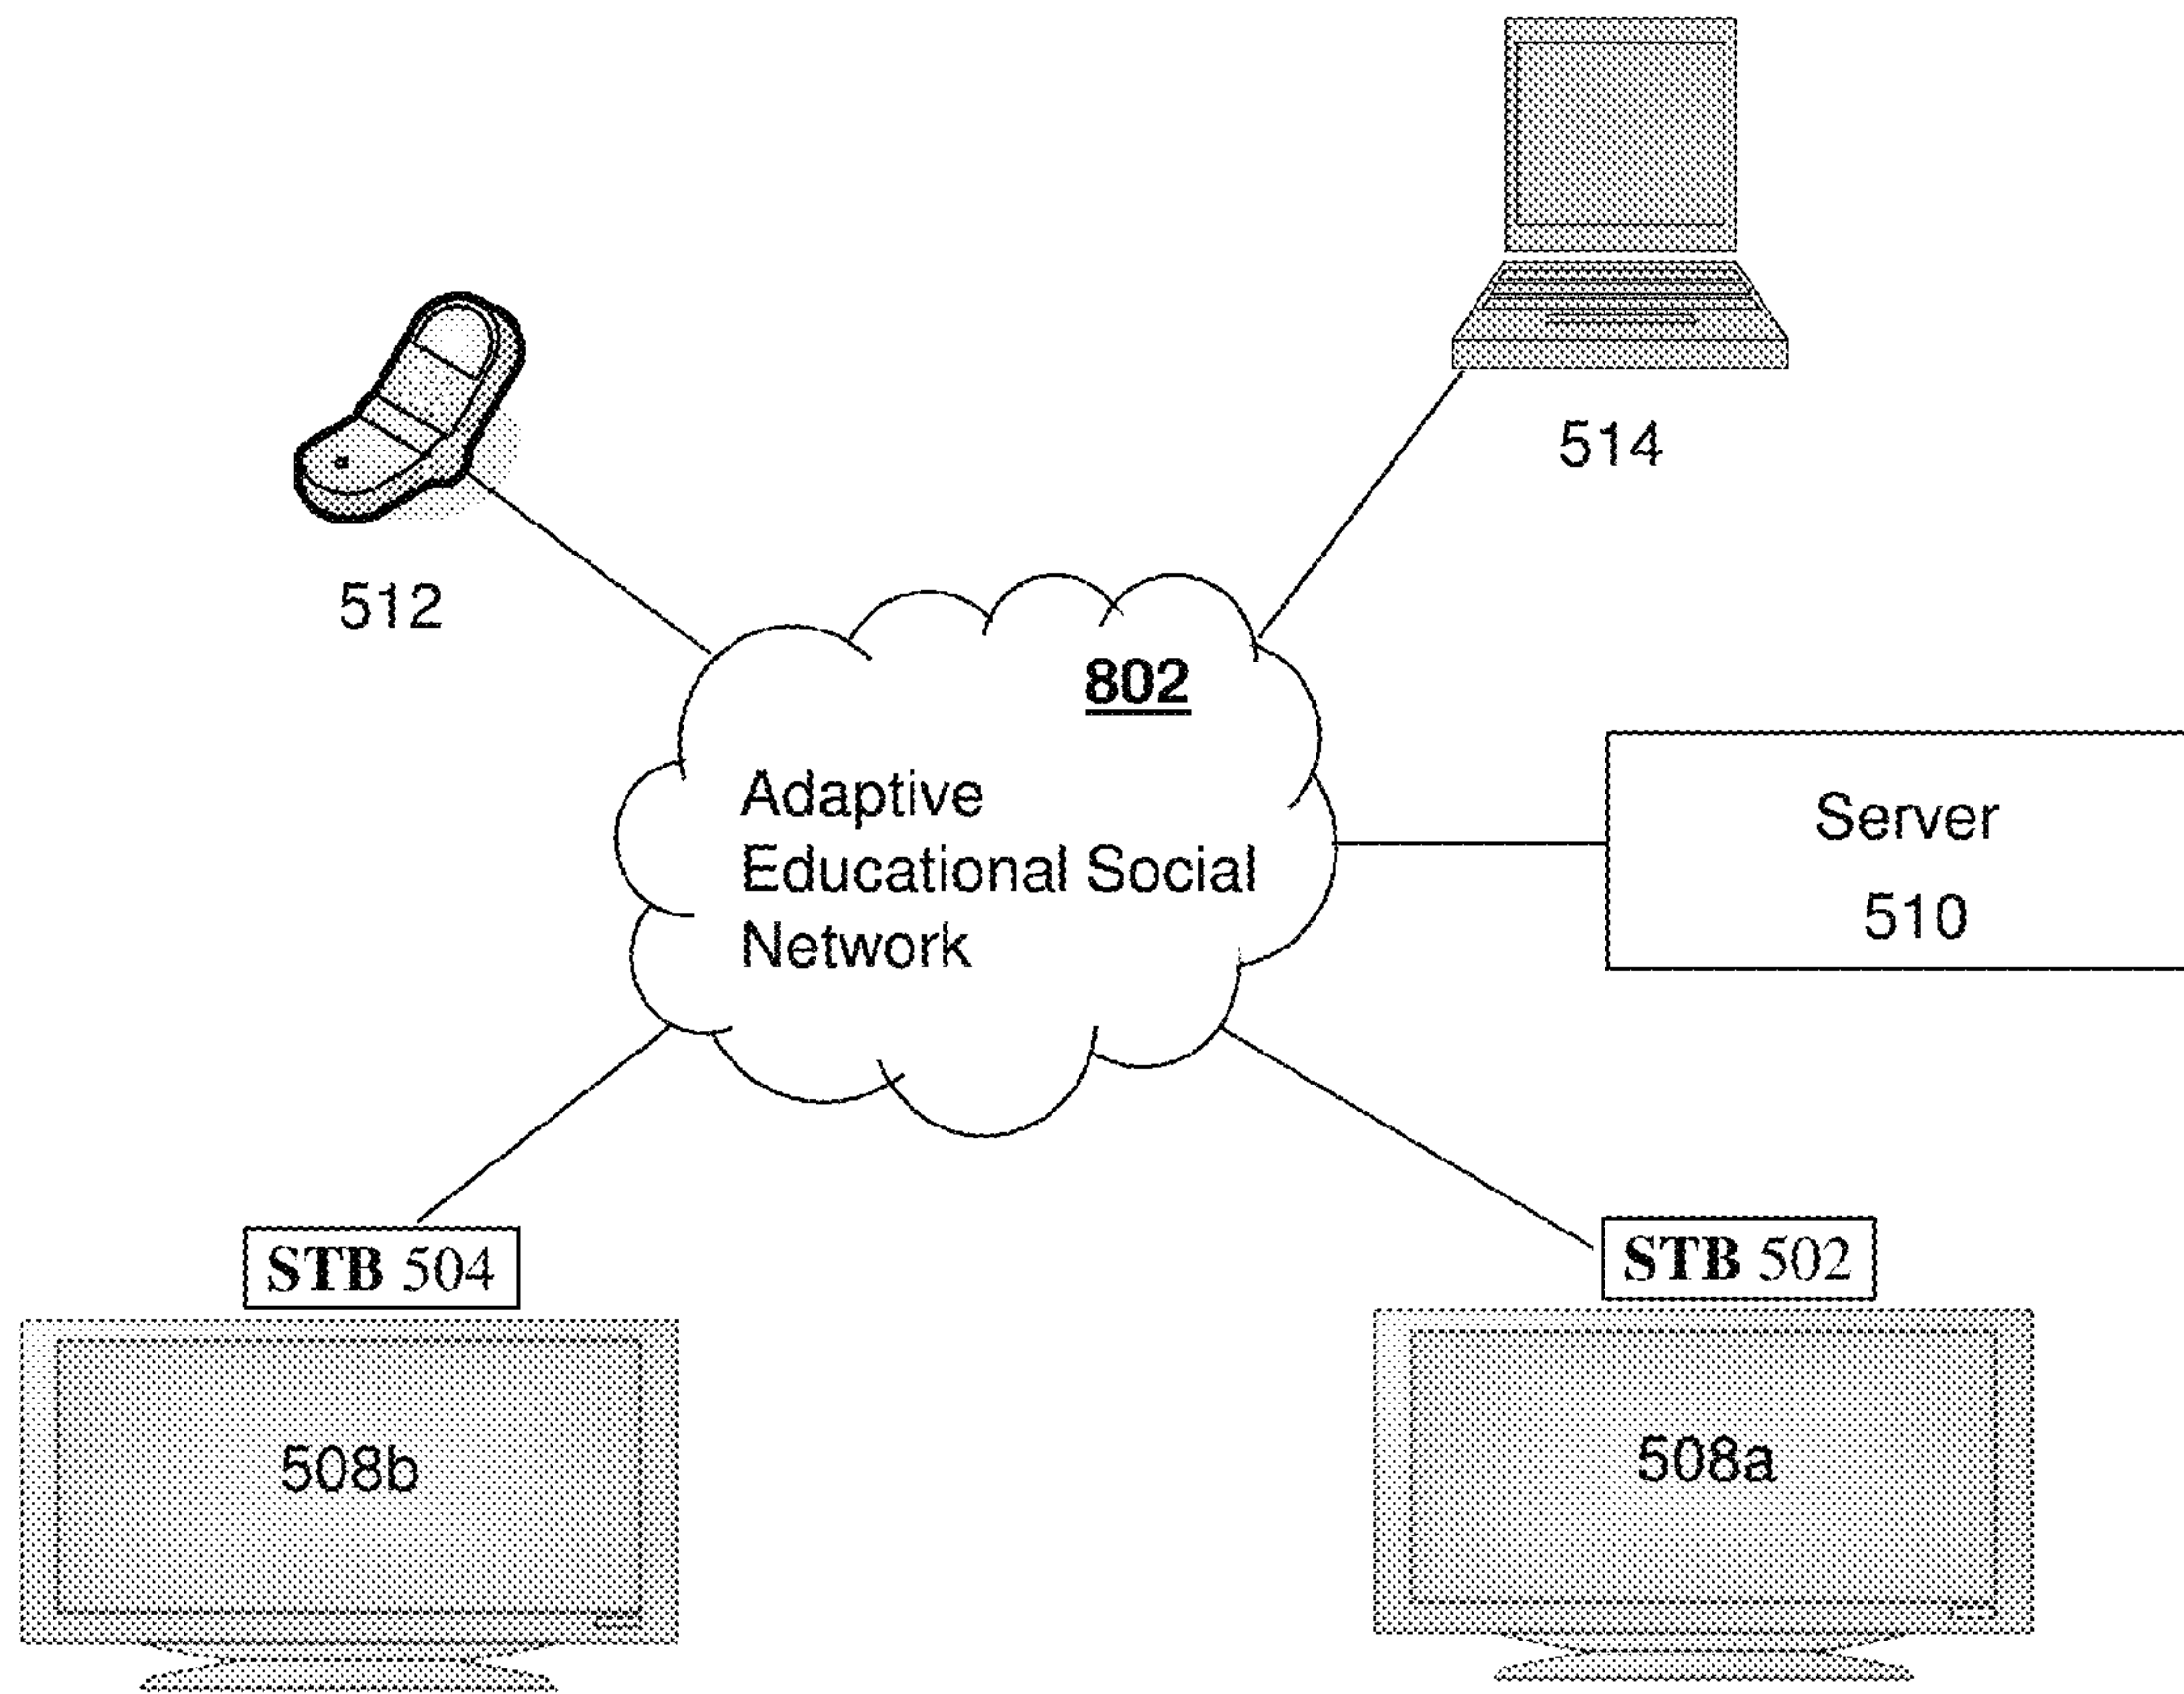 514
512
802
Adaptive
Educational Social
Network
Server
510
STB 504
STB 502
508b
508a